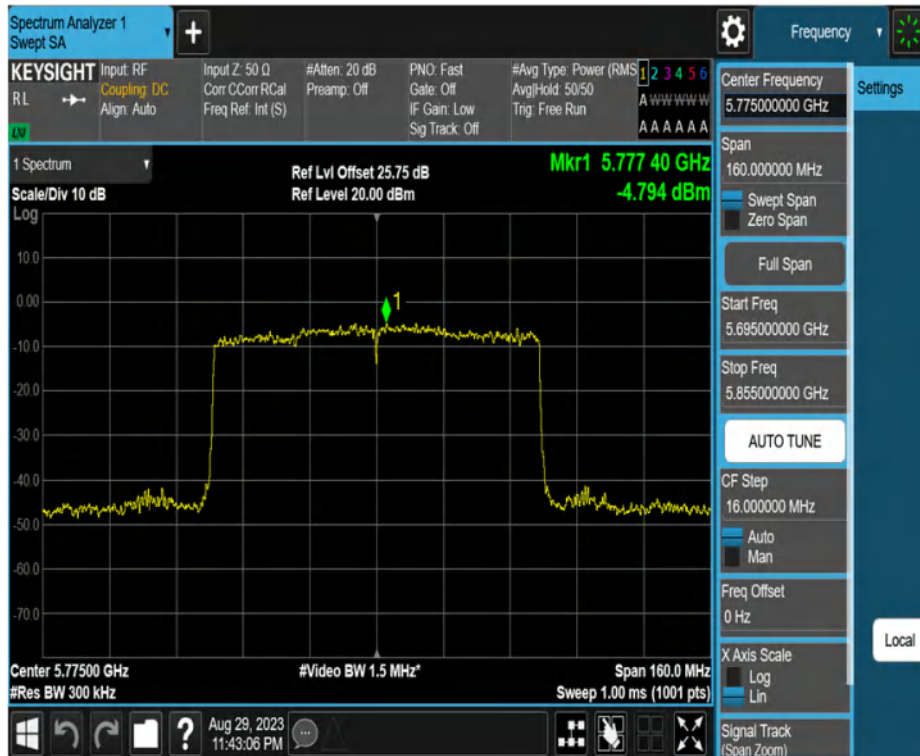 Spectrum Analyzer 1
Swept SA
+
Frequency
KEYSIGHT
RL
LNI
Input: RF
Coupling: DC
Align: Auto
Input Z: 50 Ω
Corr CCorr RCal
Freq Ref: Int (S)
#Atten: 20 dB
Preamp: Off
PNO: Fast
Gate: Off
IF Gain: Low
Sig Track: Off
#Avg Type: Power (RMS
Avg|Hold: 50/50
Trig: Free Run
1 2 3 4 5 6
A W W W W W
A A A A A A
1 Spectrum
Scale/Div 10 dB
Ref Lvl Offset 25.75 dB
Ref Level 20.00 dBm
Mkr1 5.777 40 GHz
-4.794 dBm
Log
10.0
0.00
-10.0
-20.0
-30.0
-40.0
-50.0
-60.0
-70.0
1
Center 5.77500 GHz
#Res BW 300 kHz
#Video BW 1.5 MHz*
Span 160.0 MHz
Sweep 1.00 ms (1001 pts)
?
Aug 29, 2023
11:43:06 PM
Center Frequency
5.775000000 GHz
Settings
Span
160.000000 MHz
Swept Span
Zero Span
Full Span
Start Freq
5.695000000 GHz
Stop Freq
5.855000000 GHz
AUTO TUNE
CF Step
16.000000 MHz
Auto
Man
Freq Offset
0 Hz
Local
X Axis Scale
Log
Lin
Signal Track
(Span Zoom)